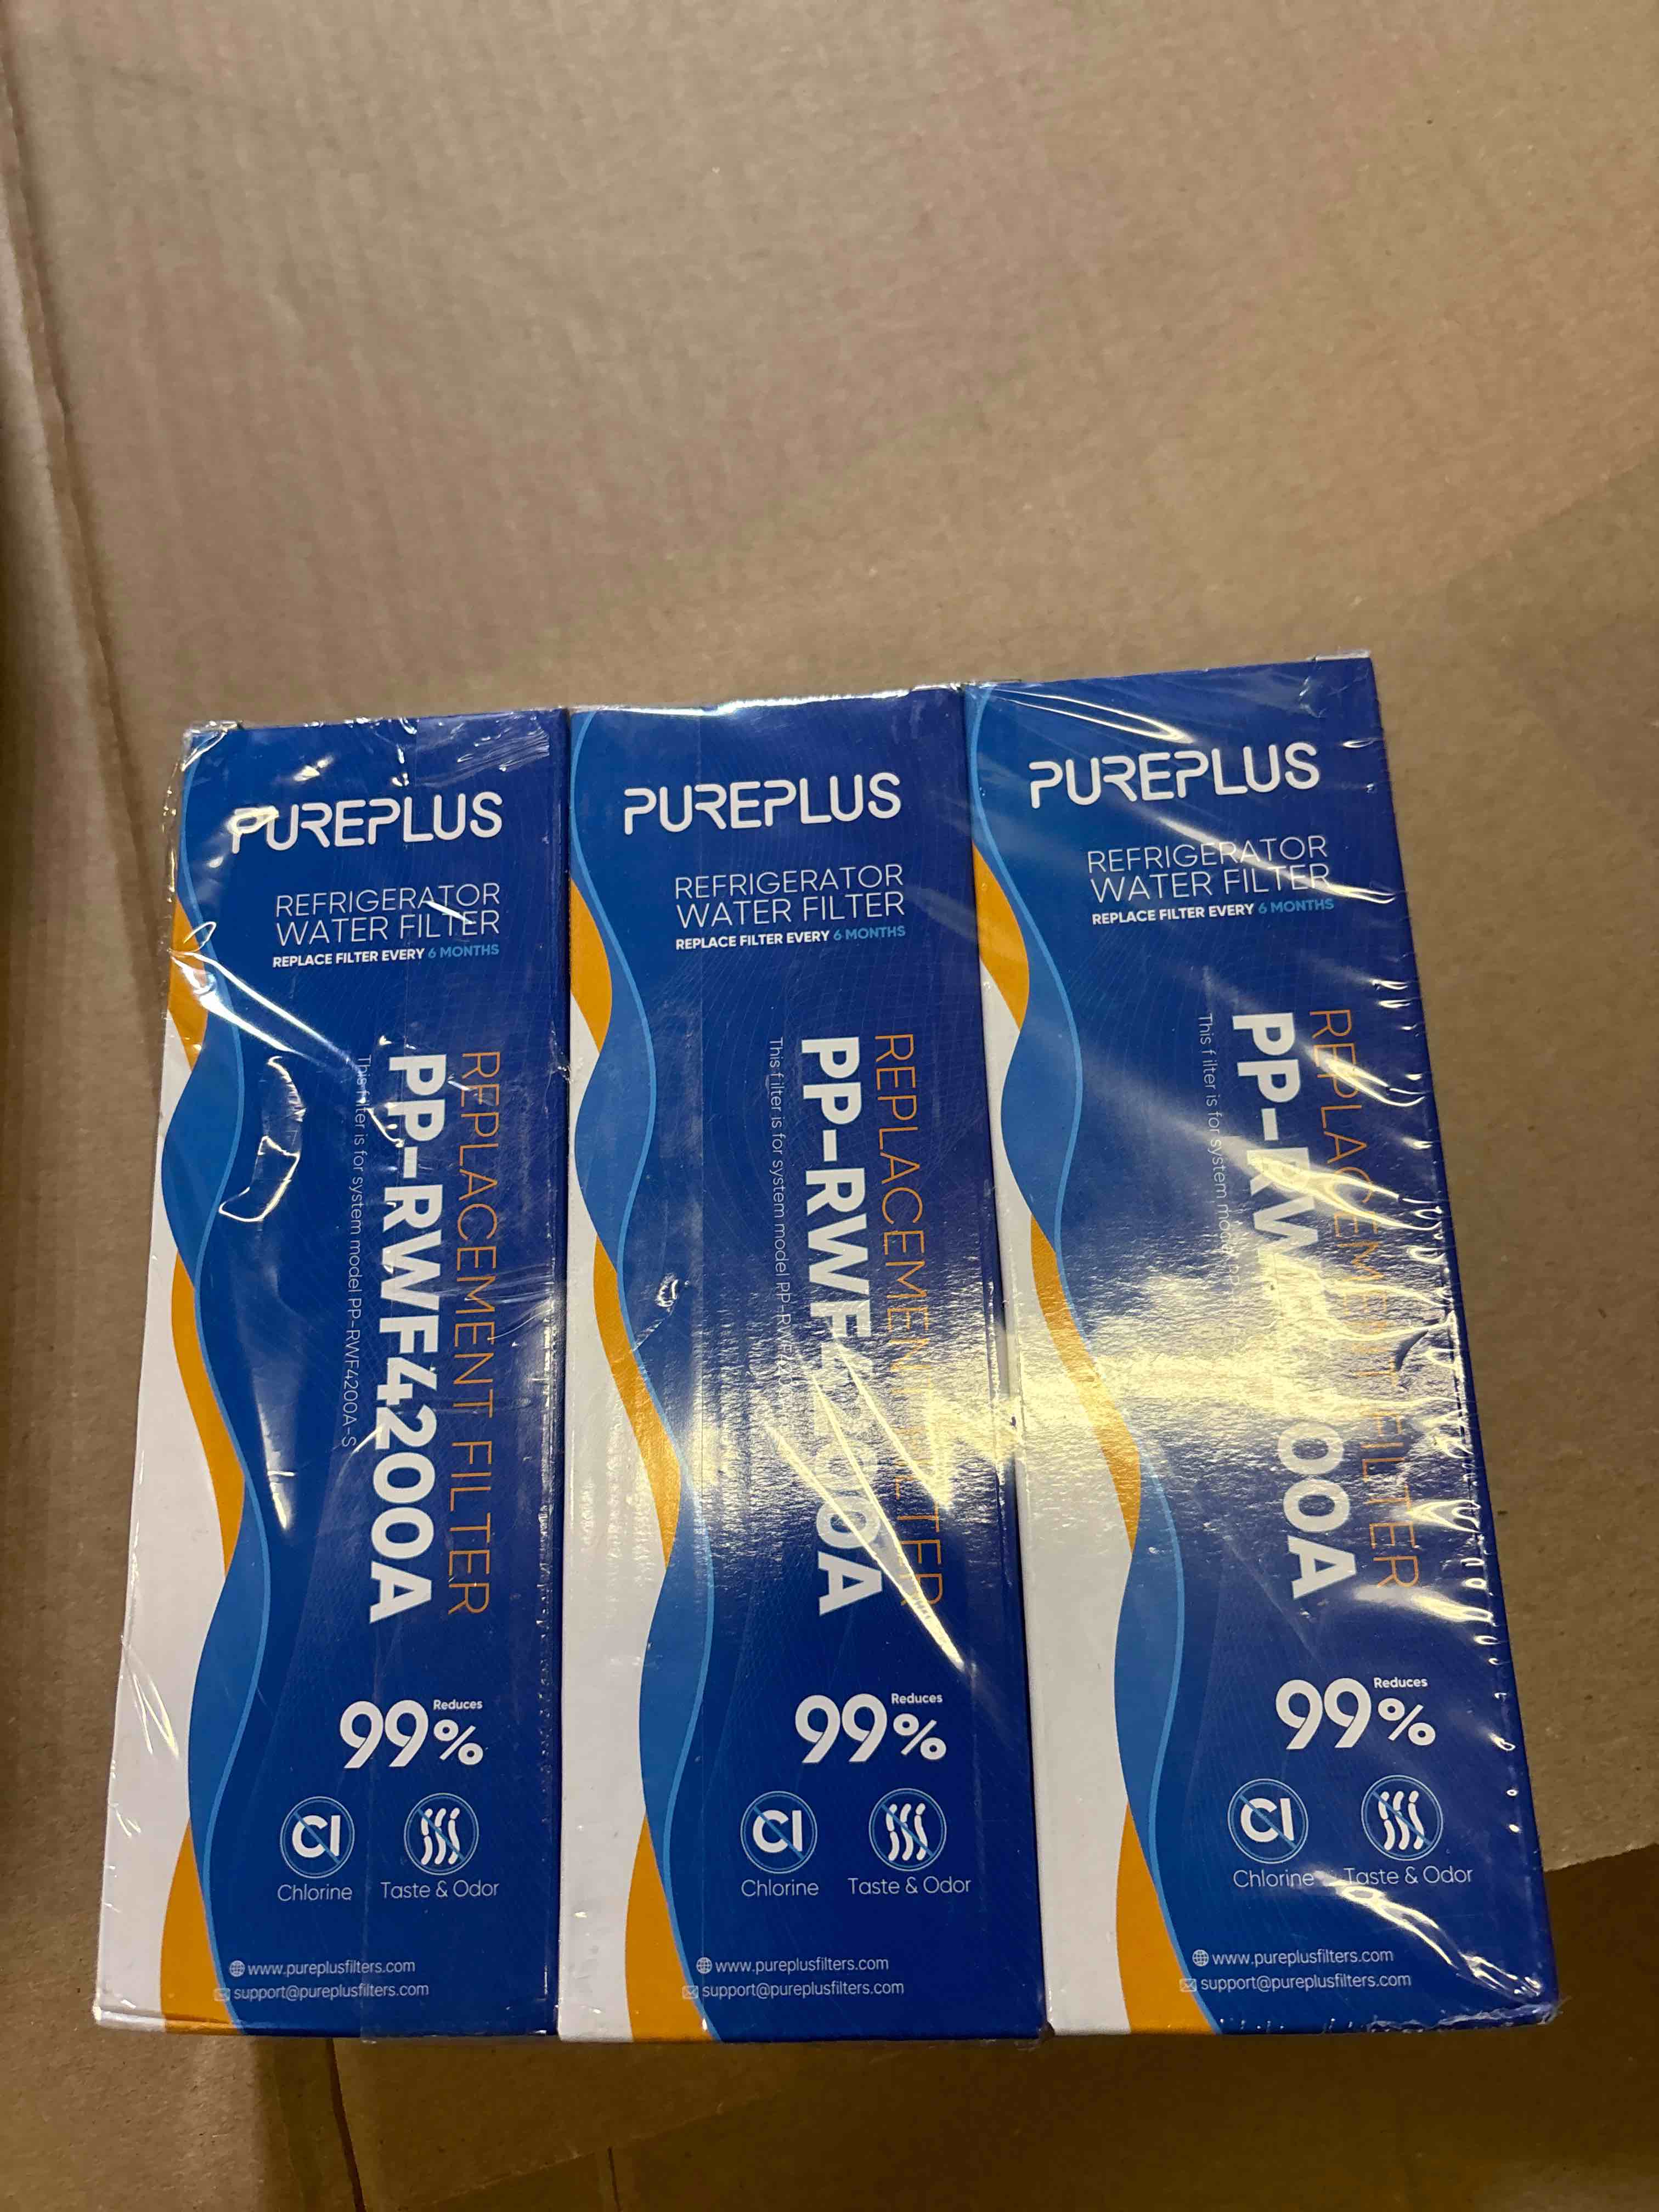 PUREPLUS
REFRIGERATOR
WATER FILTER
REPLACE FILTER EVERY 6 MONTHS
REPLACEMENT FILTER
PP-RWF4200A
This filter is for system model PP-RWF4200A-S
Reduces
99%
Cl
Chlorine
Taste & Odor
www.pureplusfilters.com
support@pureplusfilters.com
PUREPLUS
REFRIGERATOR
WATER FILTER
REPLACE FILTER EVERY 6 MONTHS
REPLACEMENT FILTER
PP-RWF4200A
This filter is for system model
Reduces
99%
Cl
Chlorine
Taste & Odor
www.pureplusfilters.com
support@pureplusfilters.com
PUREPLUS
REFRIGERATOR
WATER FILTER
REPLACE FILTER EVERY 6 MONTHS
REPLACEMENT FILTER
This filter is for system
Reduces
99%
Cl
Chlorine
Taste & Odor
www.pureplusfilters.com
support@pureplusfilters.com